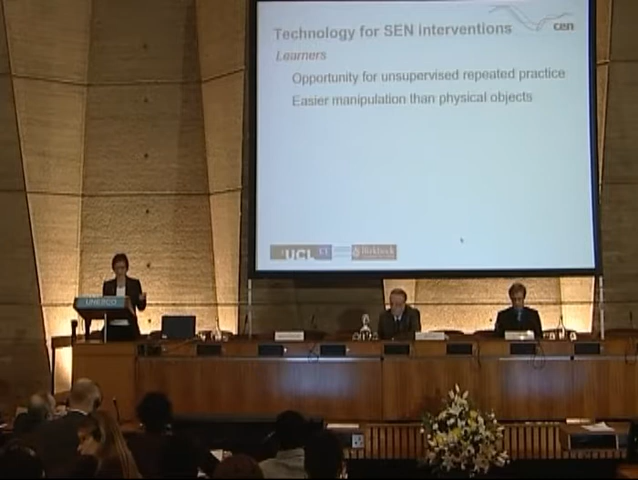 Technology for SEN interventions
cen
Learners
Opportunity for unsupervised repeated practice
Easier manipulation than physical objects
UCL
Birkbeck
UNESCO